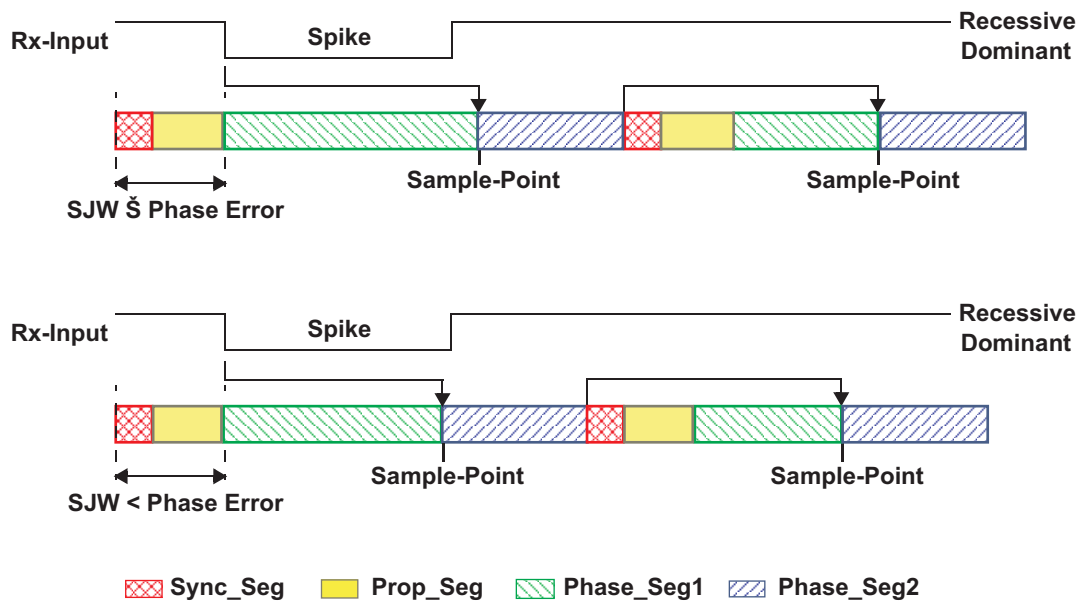 Rx-Input
Spike
Recessive
Dominant
Sample-Point
Sample-Point
SJW Š Phase Error
Rx-Input
Spike
Recessive
Dominant
Sample-Point
Sample-Point
SJW < Phase Error
Sync_Seg
Prop_Seg
Phase_Seg1
Phase_Seg2